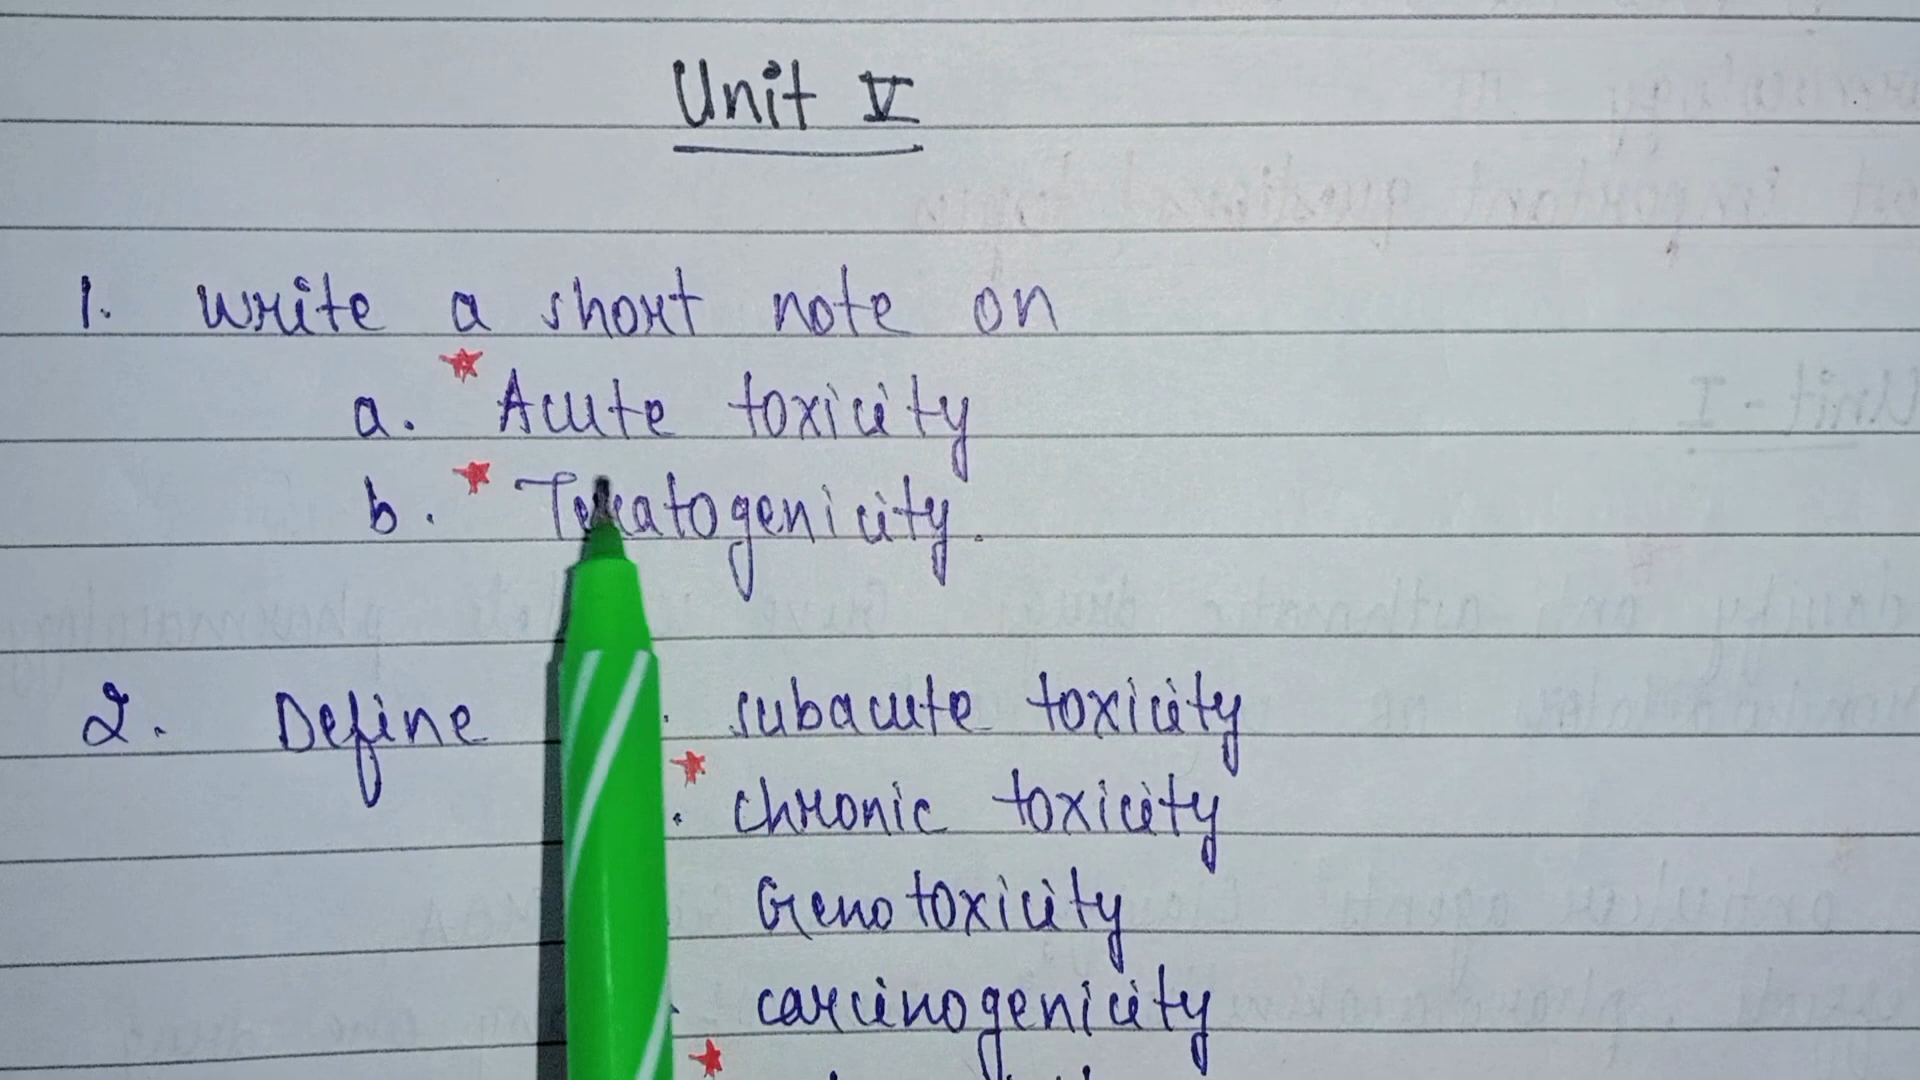 Unit V
1. Write a short note on
a. Acute toxicity
b. Teratogenicity.
2. Define . subacute toxicity
. chronic toxicity
Genotoxicity
. carcinogenicity